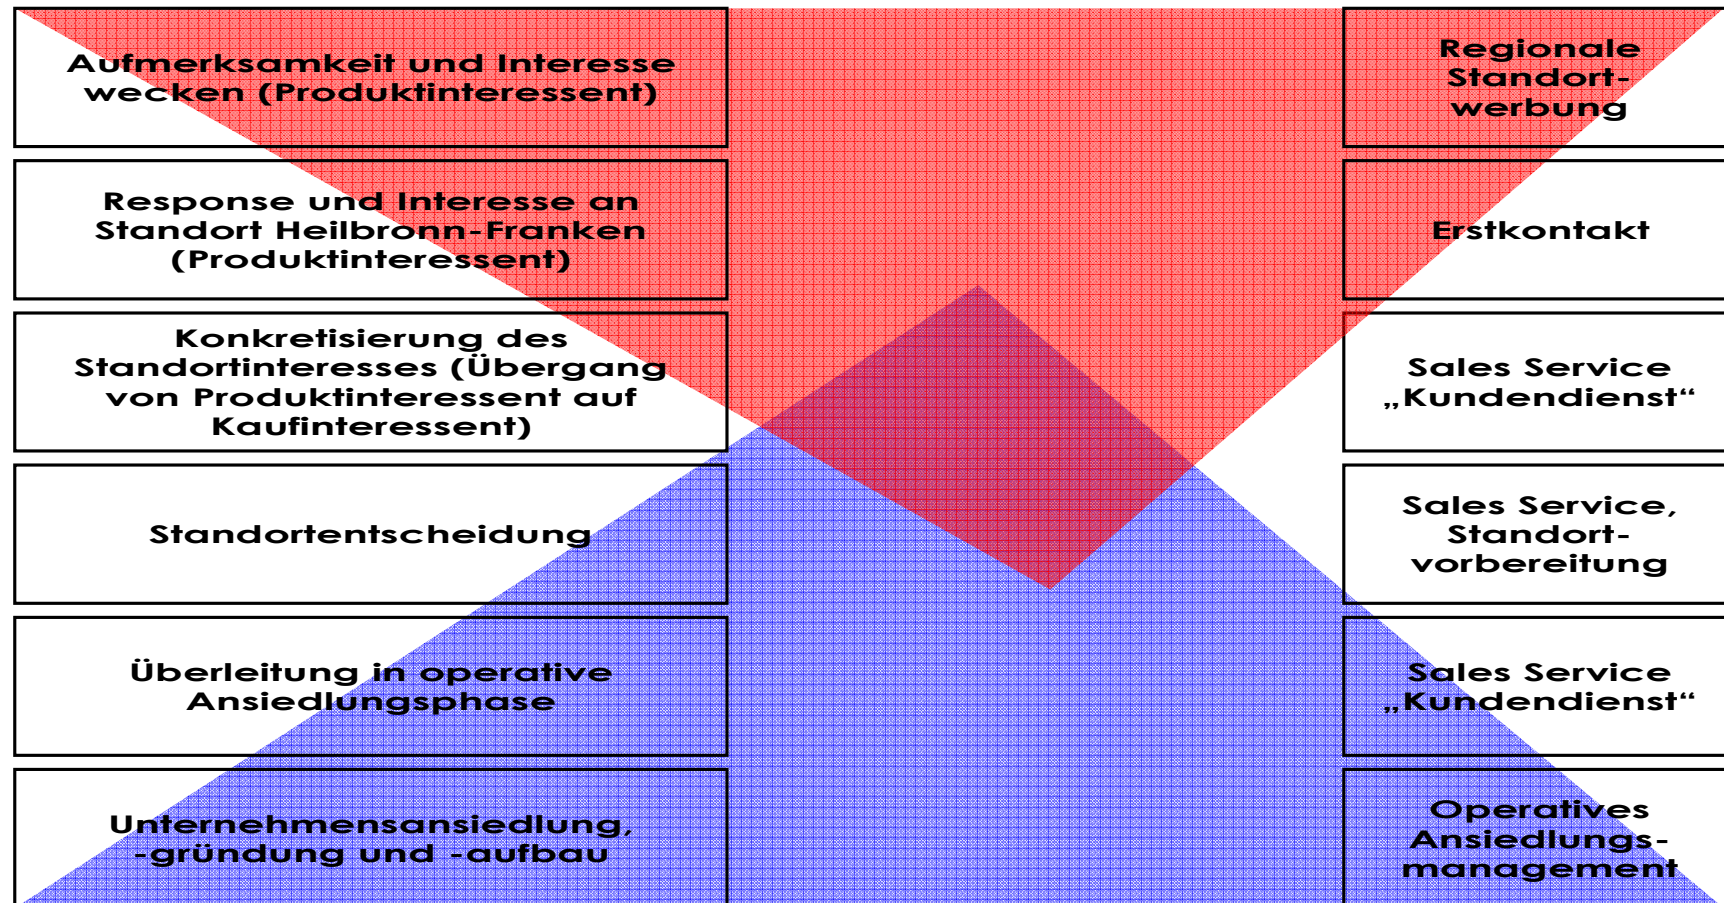 Aufmerksamkeit und Interesse
wecken (Produktinteressent)
Regionale
Standort-
werbung
Response und Interesse an
Standort Heilbronn-Franken
(Produktinteressent)
Erstkontakt
Konkretisierung des
Standortinteresses (Übergang
von Produktinteressent auf
Kaufinteressent)
Sales Service
„Kundendienst“
Standortentscheidung
Sales Service,
Standort-
vorbereitung
Überleitung in operative
Ansiedlungsphase
Sales Service
„Kundendienst“
Unternehmensansiedlung,
-gründung und -aufbau
Operatives
Ansiedlungs-
management